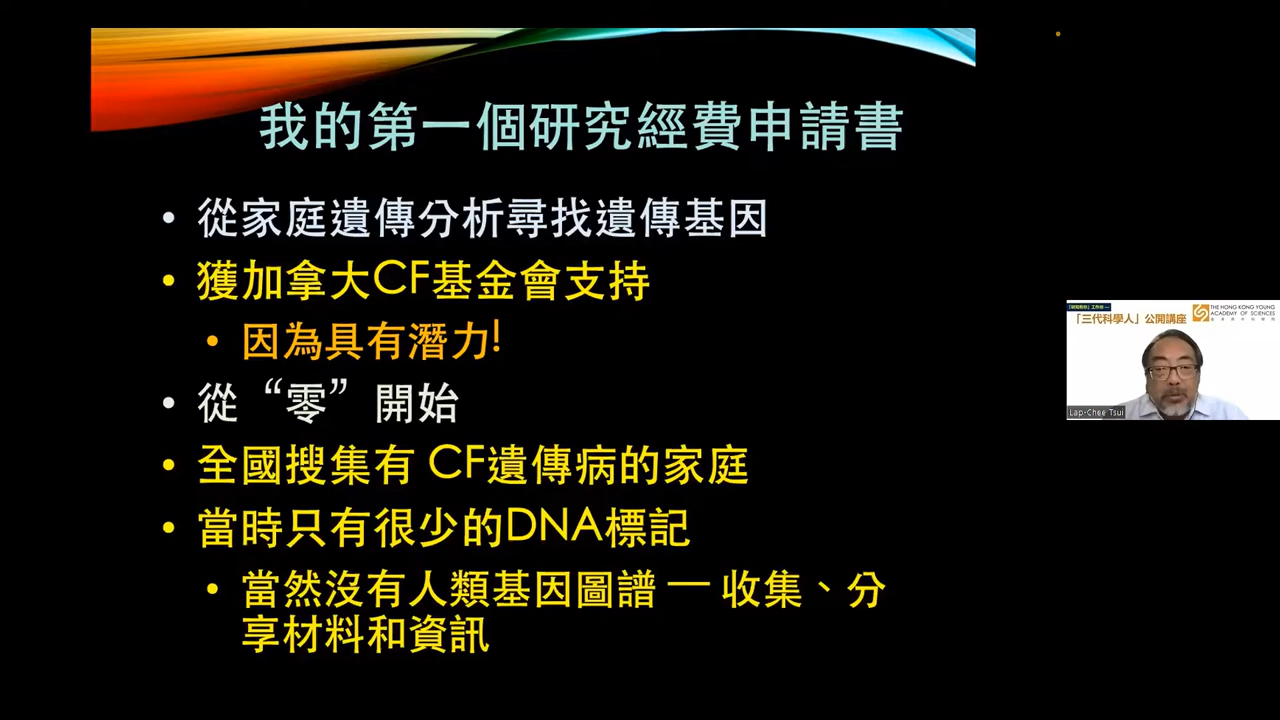 我的第一個研究經費申請書
• 從家庭遺傳分析尋找遺傳基因
• 獲加拿大CF基金會支持
• 因為具有潛力!
• 從“零”開始
• 全國搜集有 CF遺傳病的家庭
• 當時只有很少的DNA標記
• 當然沒有人類基因圖譜 — 收集、分
享材料和資訊
「三代科學人」公開講座
THE HONG KONG YOUNG
ACADEMY OF SCIENCES
Lap-Chee Tsui